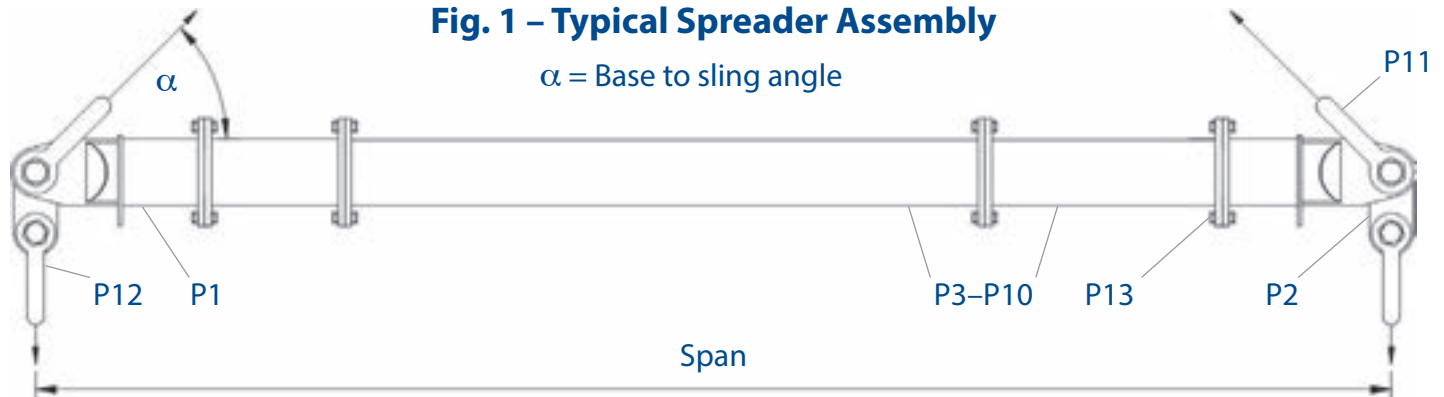 Fig. 1 – Typical Spreader Assembly
α = Base to sling angle
α
P11
P12
P1
P3–P10
P13
P2
Span